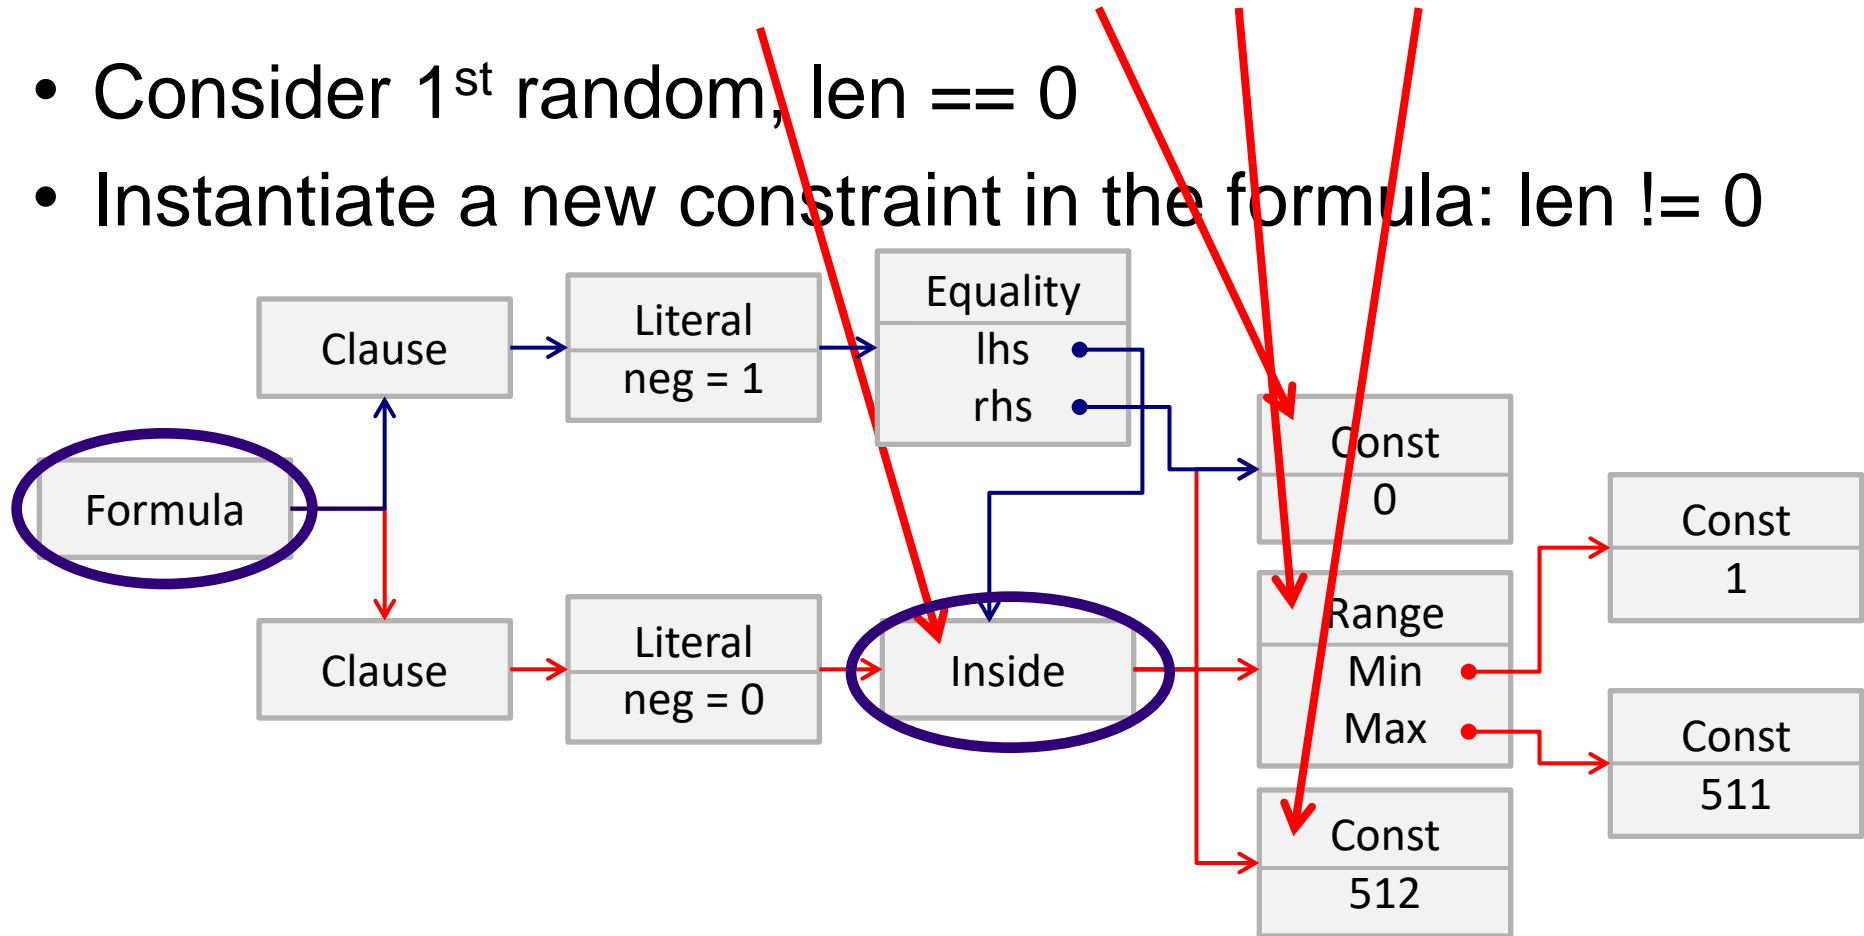 • Consider 1st random, len == 0
• Instantiate a new constraint in the formula: len != 0
Equality
lhs
rhs
Literal
neg = 1
Clause
Const
0
Formula
Const
1
Range
Min
Max
Literal
neg = 0
Clause
Inside
Const
511
Const
512